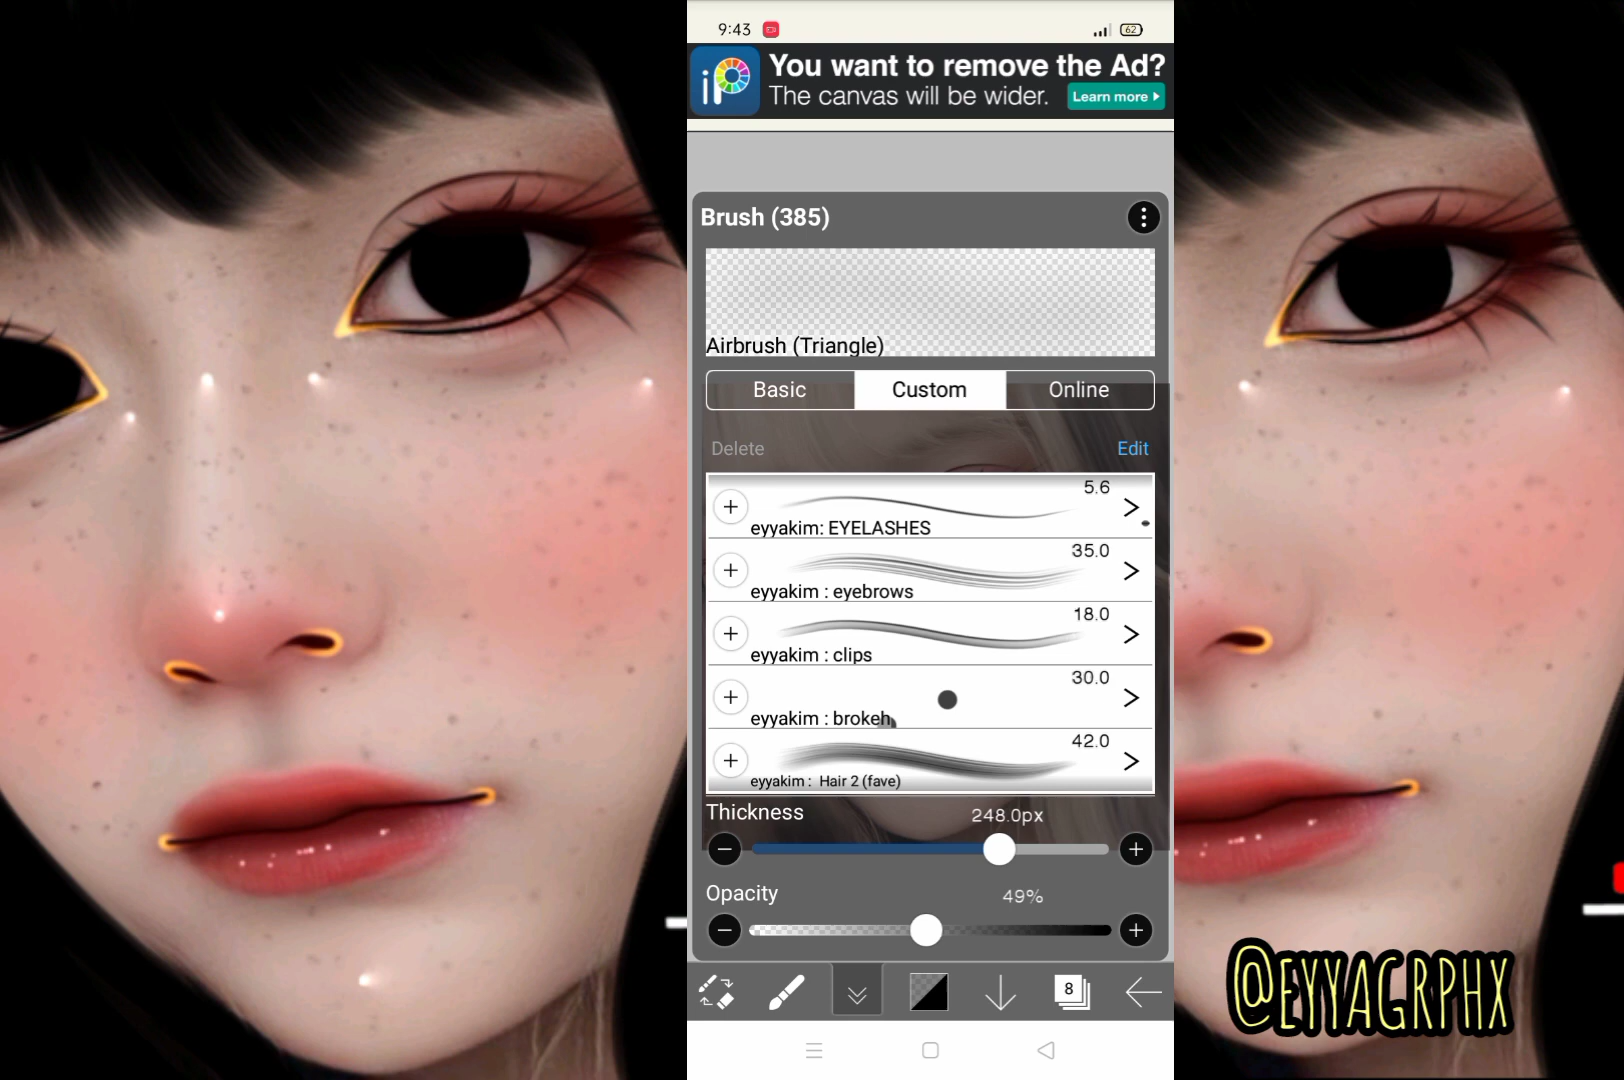 9:43
62
iP
You want to remove the Ad?
The canvas will be wider.
Learn more
Brush (385)
Airbrush (Triangle)
Basic
Custom
Online
Delete
Edit
5.6
eyyakim: EYELASHES
35.0
eyyakim : eyebrows
18.0
eyyakim : clips
30.0
eyyakim : brokeh
42.0
eyyakim : Hair 2 (fave)
Thickness
248.0px
Opacity
49%
8
@EYYAGRPHX